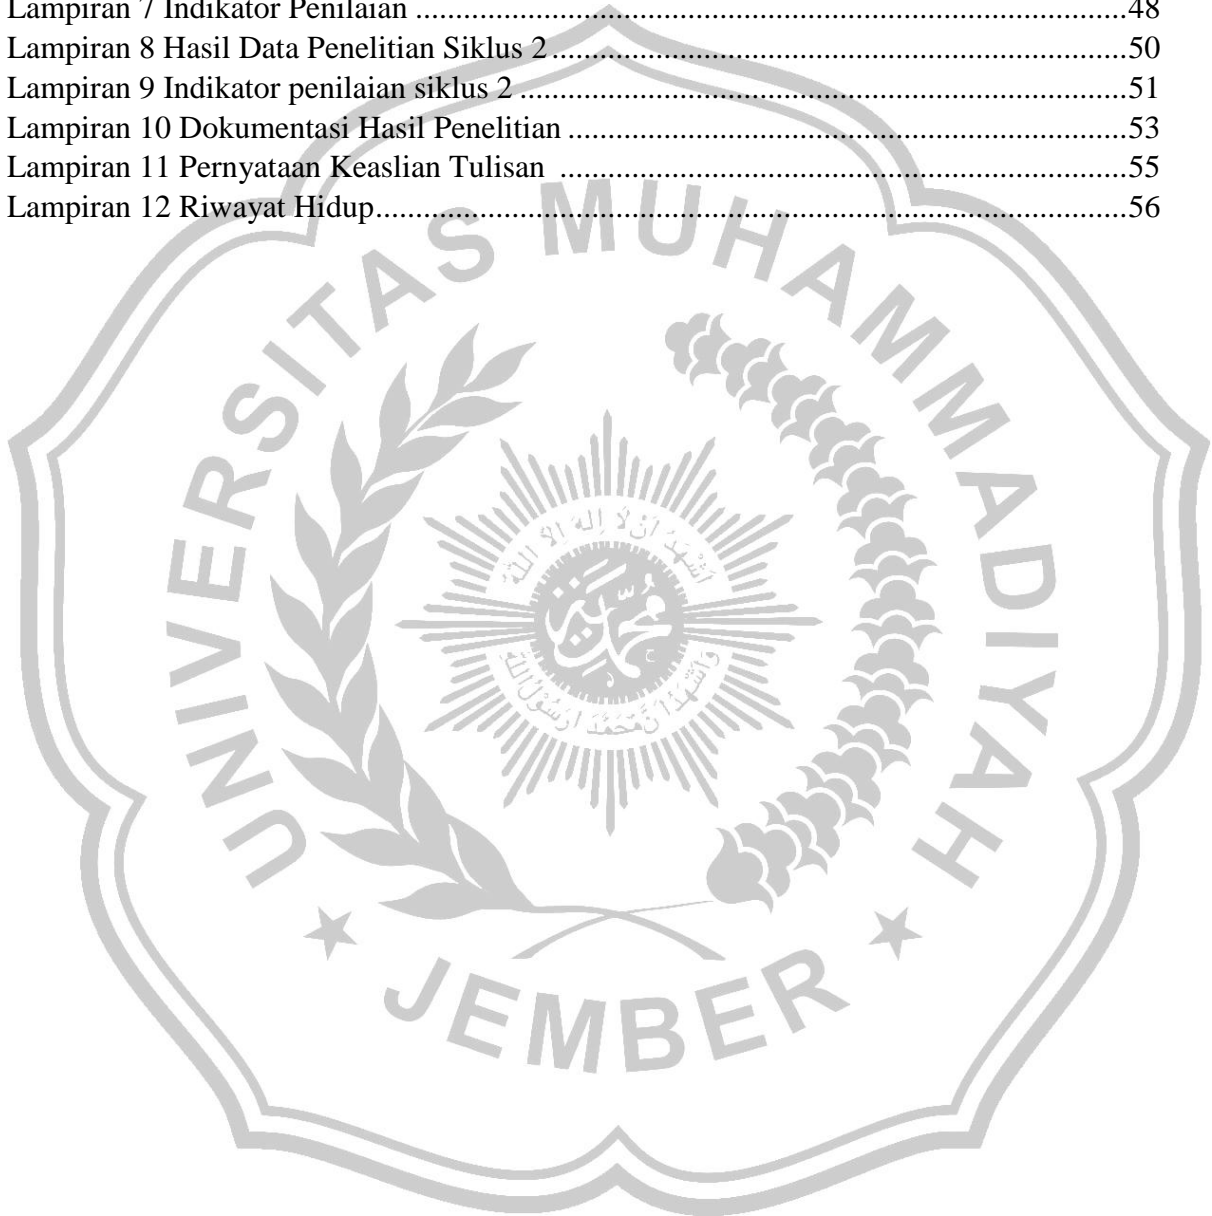 Lampiran 7 Indikator Penilaian ........................................................................................48
Lampiran 8 Hasil Data Penelitian Siklus 2 .......................................................................50
Lampiran 9 Indikator penilaian siklus 2 ...........................................................................51
Lampiran 10 Dokumentasi Hasil Penelitian .....................................................................53
Lampiran 11 Pernyataan Keaslian Tulisan ......................................................................55
Lampiran 12 Riwayat Hidup.............................................................................................56
UNIVERSITAS MUHAMMADIYAH
JEMBER
محمد